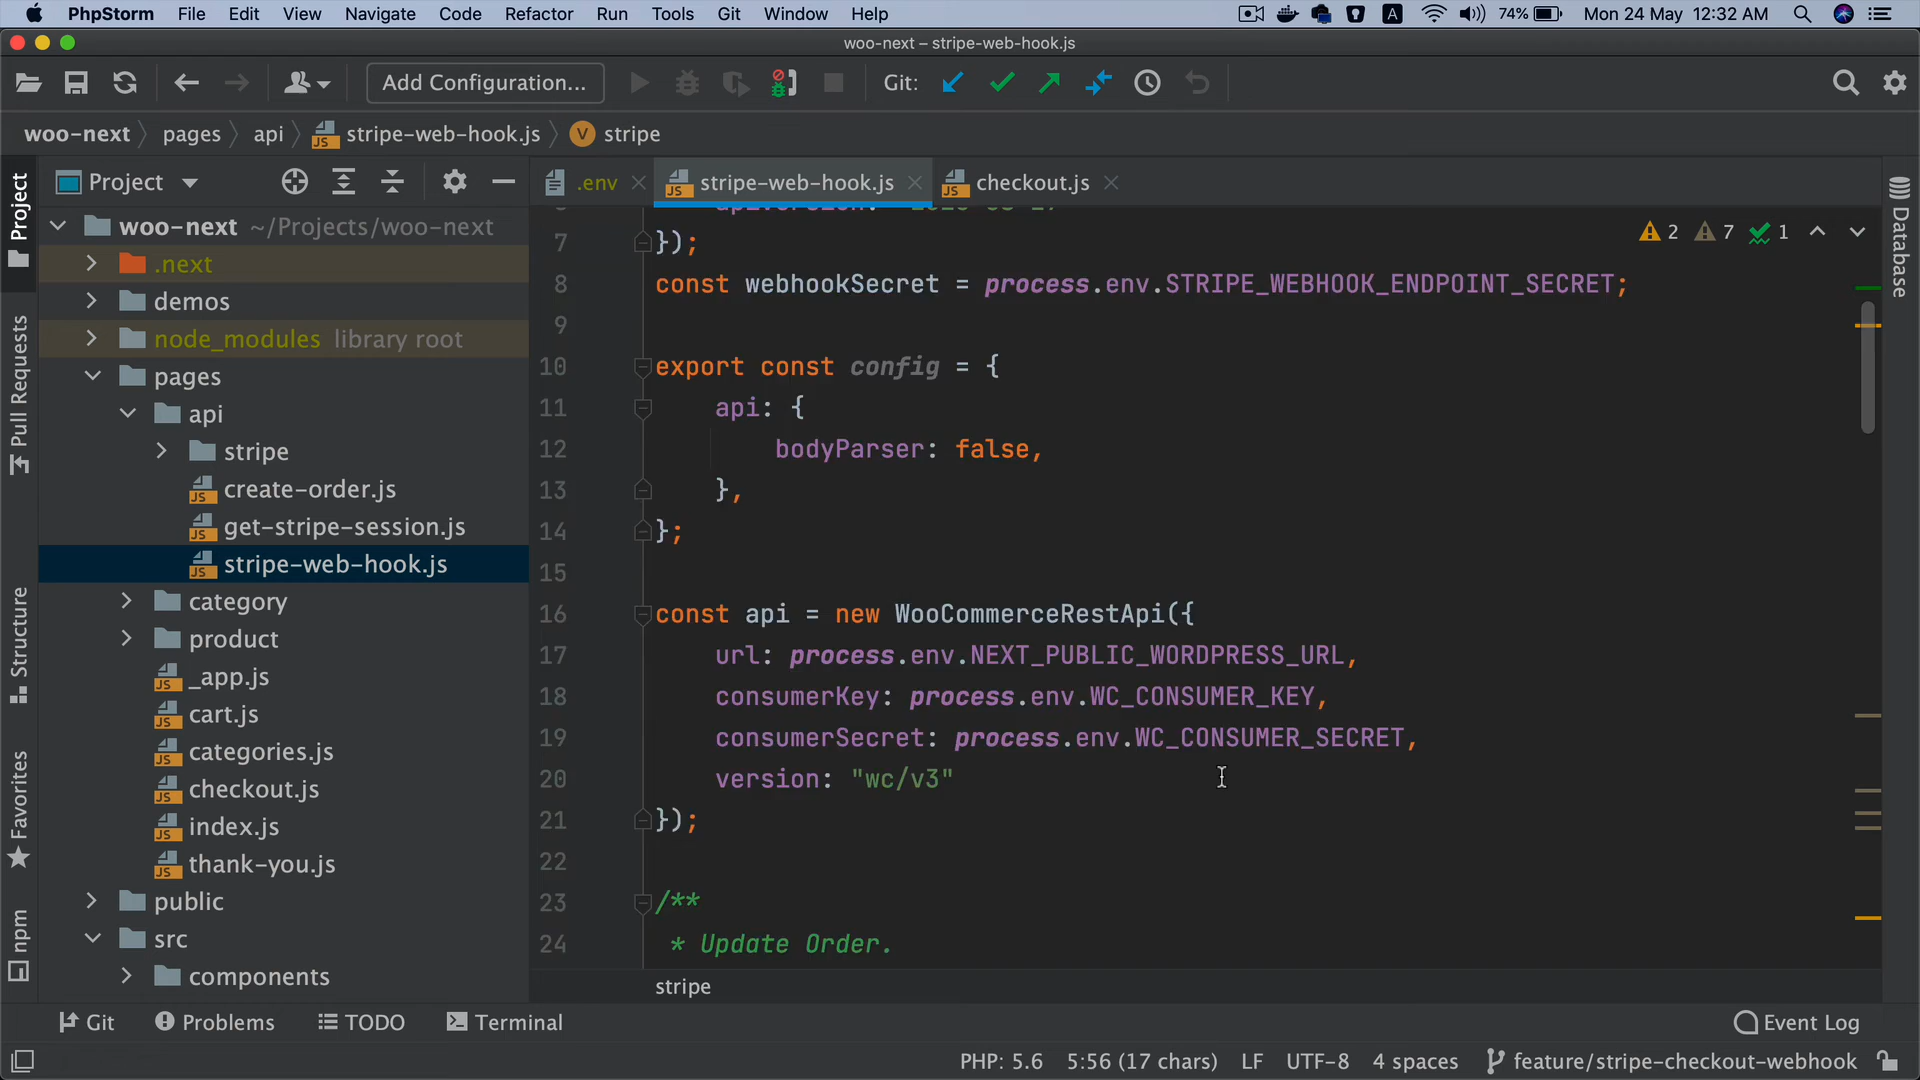 PhpStorm File Edit View Navigate Code Refactor Run Tools Git Window Help A 74% Mon 24 May 12:32 AM
woo-next – stripe-web-hook.js
Add Configuration... Git:
woo-next pages api stripe-web-hook.js V stripe
Project .env stripe-web-hook.js checkout.js
Project
Pull Requests
Structure
Favorites
npm
Database
woo-next ~/Projects/woo-next
.next
demos
node_modules library root
pages
api
stripe
create-order.js
get-stripe-session.js
stripe-web-hook.js
category
product
_app.js
cart.js
categories.js
checkout.js
index.js
thank-you.js
public
src
components
2 7 1
7 });
8 const webhookSecret = process.env.STRIPE_WEBHOOK_ENDPOINT_SECRET;
9
10 export const config = {
11 api: {
12 bodyParser: false,
13 },
14 };
15
16 const api = new WooCommerceRestApi({
17 url: process.env.NEXT_PUBLIC_WORDPRESS_URL,
18 consumerKey: process.env.WC_CONSUMER_KEY,
19 consumerSecret: process.env.WC_CONSUMER_SECRET,
20 version: "wc/v3"
21 });
22
23 /**
24 * Update Order.
stripe
Git Problems TODO Terminal Event Log
PHP: 5.6 5:56 (17 chars) LF UTF-8 4 spaces feature/stripe-checkout-webhook